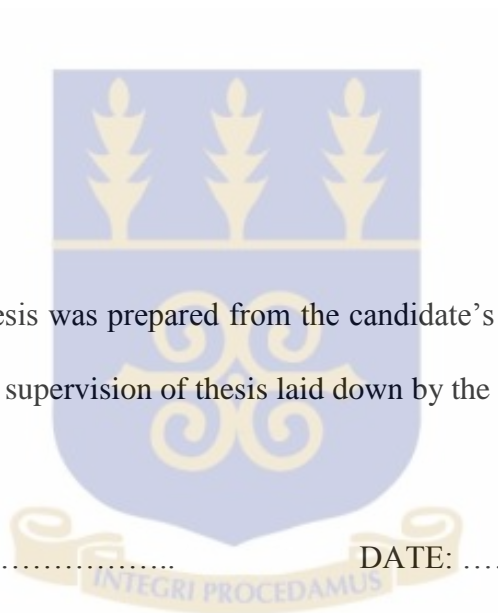 esis was prepared from the candidate’s
supervision of thesis laid down by the
……………….. DATE: ….
INTEGRI PROCEDAMUS